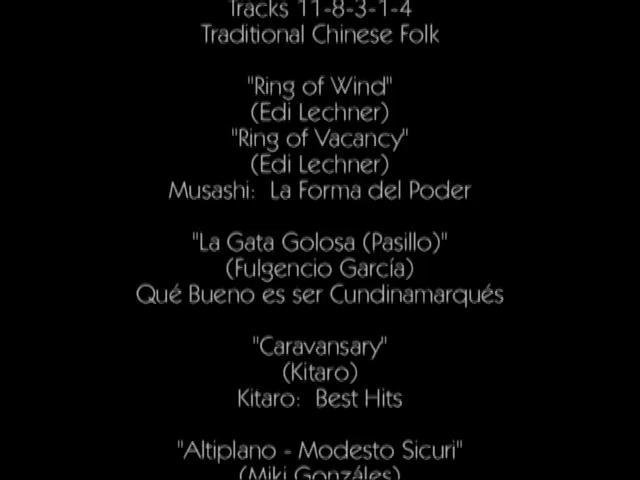 Tracks 11-8-3-1-4
Traditional Chinese Folk
"Ring of Wind"
(Edi Lechner)
"Ring of Vacancy"
(Edi Lechner)
Musashi: La Forma del Poder
"La Gata Golosa (Pasillo)"
(Fulgencio García)
Qué Bueno es ser Cundinamarqués
"Caravansary"
(Kitaro)
Kitaro: Best Hits
"Altiplano - Modesto Sicuri"
(Miki Gonzáles)